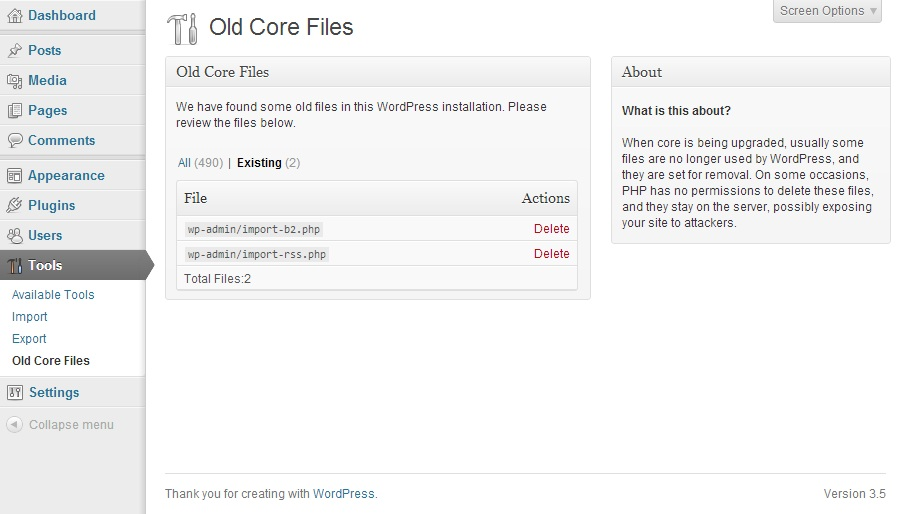 Dashboard
Posts
Media
Pages
Comments
Appearance
Plugins
Users
Tools
Available Tools
Import
Export
Old Core Files
Settings
Collapse menu
Screen Options
Old Core Files
Old Core Files
We have found some old files in this WordPress installation. Please
review the files below.
All (490) | Existing (2)
File Actions
wp-admin/import-b2.php Delete
wp-admin/import-rss.php Delete
Total Files:2
About
What is this about?
When core is being upgraded, usually some
files are no longer used by WordPress, and
they are set for removal. On some occasions,
PHP has no permissions to delete these files,
and they stay on the server, possibly exposing
your site to attackers.
Thank you for creating with WordPress. Version 3.5